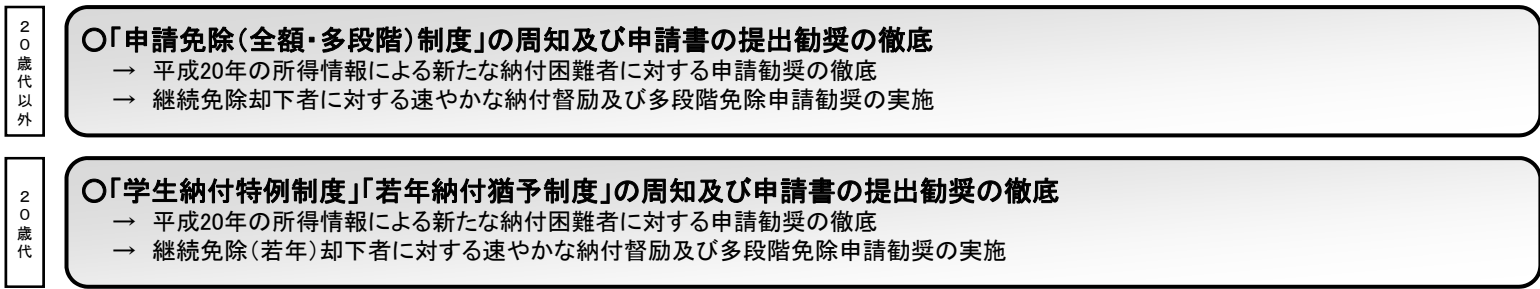 20歳代以外
○「申請免除(全額・多段階)制度」の周知及び申請書の提出勧奨の徹底
→ 平成20年の所得情報による新たな納付困難者に対する申請勧奨の徹底
→ 継続免除却下者に対する速やかな納付督励及び多段階免除申請勧奨の実施
20歳代
○「学生納付特例制度」「若年納付猶予制度」の周知及び申請書の提出勧奨の徹底
→ 平成20年の所得情報による新たな納付困難者に対する申請勧奨の徹底
→ 継続免除(若年)却下者に対する速やかな納付督励及び多段階免除申請勧奨の実施